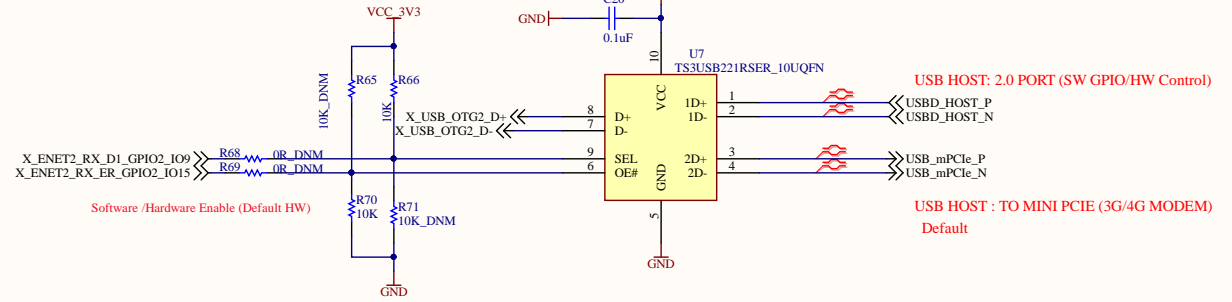 VCC_3V3
C20
GND
0.1uF
10
U7
TS3USB221RSER_10UQFN
R65
R66
10K_DNM
10K
VCC
USB HOST: 2.0 PORT (SW GPIO/HW Control)
X_USB_OTG2_D+
8
D+
1D+
1
USBD_HOST_P
X_USB_OTG2_D-
7
D-
1D-
2
USBD_HOST_N
X_ENET2_RX_D1_GPIO2_IO9
R68
0R_DNM
9
SEL
2D+
3
USB_mPCIe_P
X_ENET2_RX_ER_GPIO2_IO15
R69
0R_DNM
6
OE#
2D-
4
USB_mPCIe_N
GND
Software /Hardware Enable (Default HW)
R70
10K
R71
10K_DNM
5
USB HOST : TO MINI PCIE (3G/4G MODEM)
Default
GND
GND